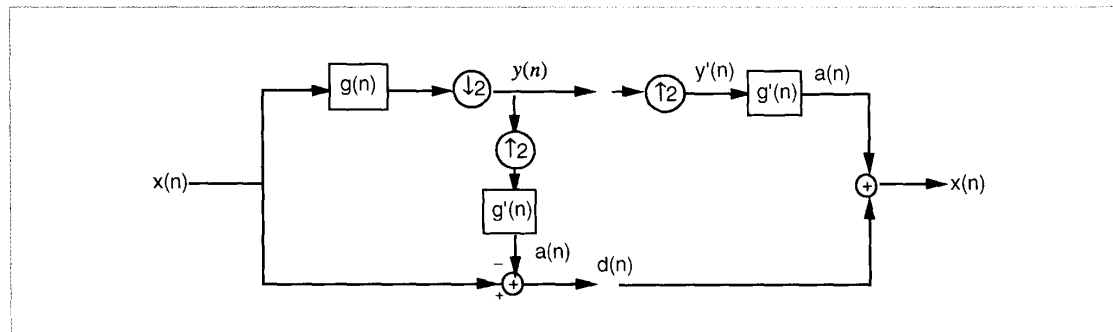 g(n)
↓2
y(n)
↑2
y'(n)
g'(n)
a(n)
↑2
x(n)
+
x(n)
g'(n)
a(n)
−
+
+
d(n)